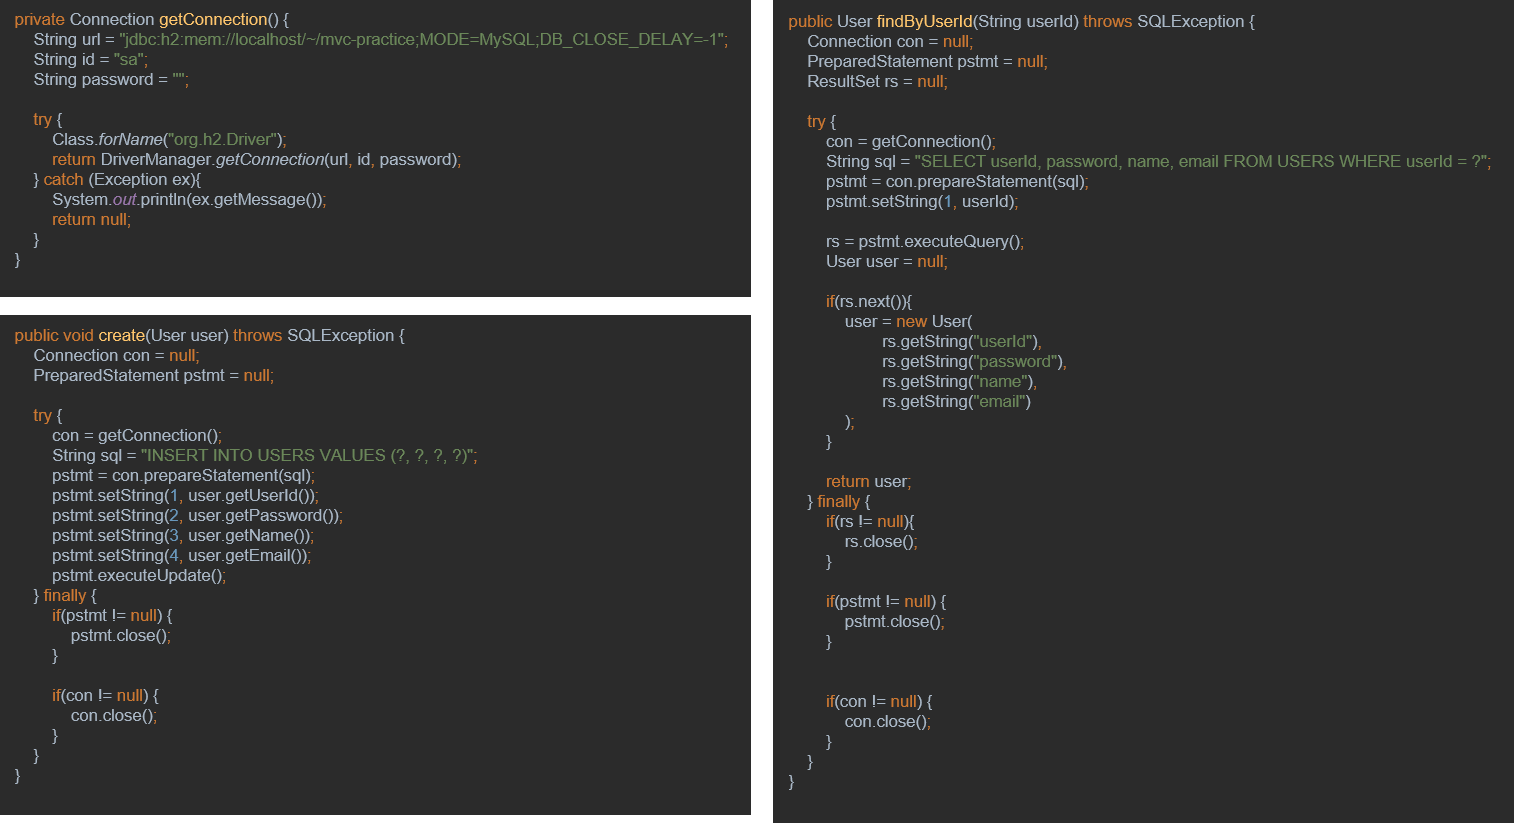 private Connection getConnection() {
    String url = "jdbc:h2:mem://localhost/~/mvc-practice;MODE=MySQL;DB_CLOSE_DELAY=-1";
    String id = "sa";
    String password = "";

    try {
        Class.forName("org.h2.Driver");
        return DriverManager.getConnection(url, id, password);
    } catch (Exception ex){
        System.out.println(ex.getMessage());
        return null;
    }
}

public void create(User user) throws SQLException {
    Connection con = null;
    PreparedStatement pstmt = null;

    try {
        con = getConnection();
        String sql = "INSERT INTO USERS VALUES (?, ?, ?, ?)";
        pstmt = con.prepareStatement(sql);
        pstmt.setString(1, user.getUserId());
        pstmt.setString(2, user.getPassword());
        pstmt.setString(3, user.getName());
        pstmt.setString(4, user.getEmail());
        pstmt.executeUpdate();
    } finally {
        if(pstmt != null) {
            pstmt.close();
        }

        if(con != null) {
            con.close();
        }
    }
}

public User findByUserId(String userId) throws SQLException {
    Connection con = null;
    PreparedStatement pstmt = null;
    ResultSet rs = null;

    try {
        con = getConnection();
        String sql = "SELECT userId, password, name, email FROM USERS WHERE userId = ?";
        pstmt = con.prepareStatement(sql);
        pstmt.setString(1, userId);

        rs = pstmt.executeQuery();
        User user = null;

        if(rs.next()){
            user = new User(
                    rs.getString("userId"),
                    rs.getString("password"),
                    rs.getString("name"),
                    rs.getString("email")
            );
        }

        return user;
    } finally {
        if(rs != null){
            rs.close();
        }

        if(pstmt != null) {
            pstmt.close();
        }


        if(con != null) {
            con.close();
        }
    }
}